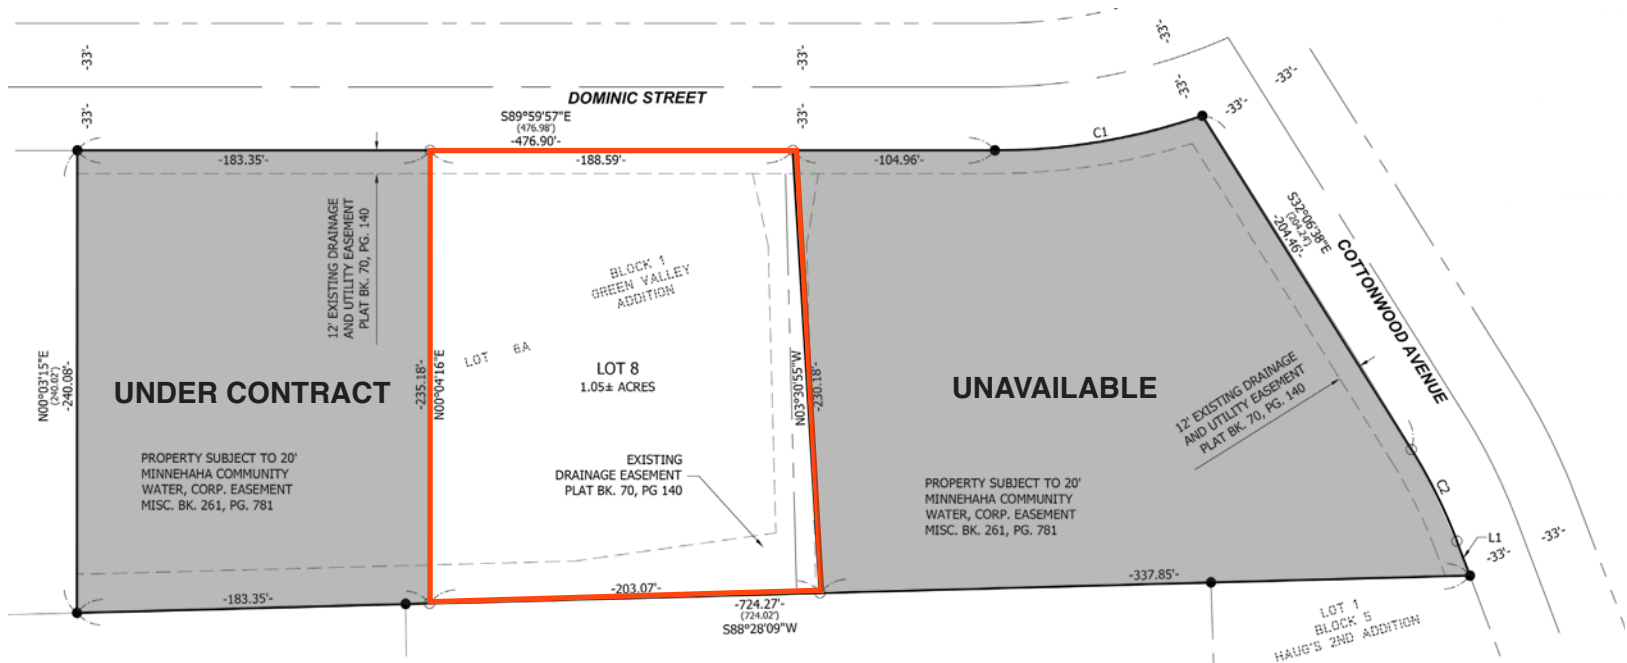 -33'-
-33'-
-33'-
-33'-
-33'-
-33'-
-33'-
-33'-
DOMINIC STREET
S89°59'57"E
(476.98')
-476.90'-
-183.35'-
-188.59'-
-104.96'-
C1
12' EXISTING DRAINAGE
AND UTILITY EASEMENT
PLAT BK. 70, PG. 140
BLOCK 1
GREEN VALLEY
ADDITION
S32°06'38"E
(204.24')
-204.46'-
COTTONWOOD AVENUE
N00°03'15"E
(240.02')
-240.08'-
UNDER CONTRACT
-235.18'-
N00°04'16"E
LOT 6A
LOT 8
1.05± ACRES
N03°30'55"W
-230.18'-
UNAVAILABLE
12' EXISTING DRAINAGE
AND UTILITY EASEMENT
PLAT BK. 70, PG. 140
PROPERTY SUBJECT TO 20'
MINNEHAHA COMMUNITY
WATER, CORP. EASEMENT
MISC. BK. 261, PG. 781
EXISTING
DRAINAGE EASEMENT
PLAT BK. 70, PG 140
PROPERTY SUBJECT TO 20'
MINNEHAHA COMMUNITY
WATER, CORP. EASEMENT
MISC. BK. 261, PG. 781
C2
L1
-33'-
-33'-
-183.35'-
-203.07'-
-337.85'-
-724.27'-
(724.02')
S88°28'09"W
LOT 1
BLOCK 5
HAUG'S 2ND ADDITION